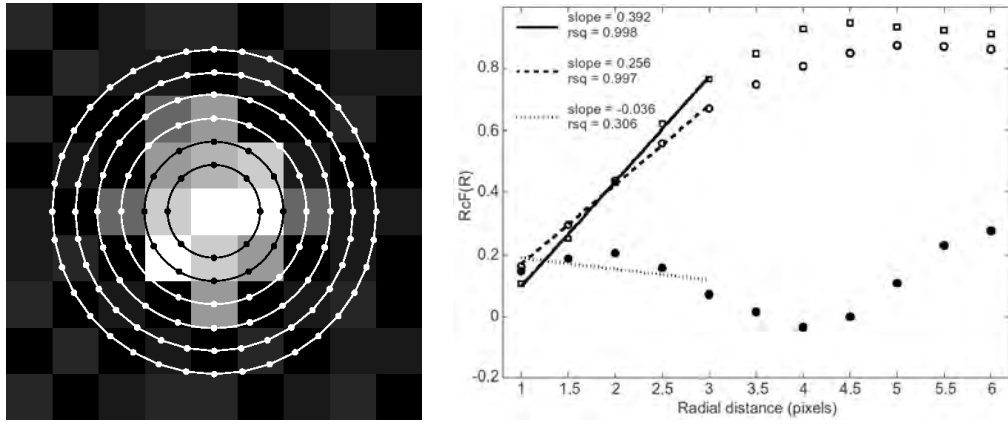 slope = 0.392
rsq = 0.998
slope = 0.256
rsq = 0.997
slope = -0.036
rsq = 0.306
RcF(R)
0.8
0.6
0.4
0.2
0
-0.2
1 1.5 2 2.5 3 3.5 4 4.5 5 5.5 6
Radial distance (pixels)